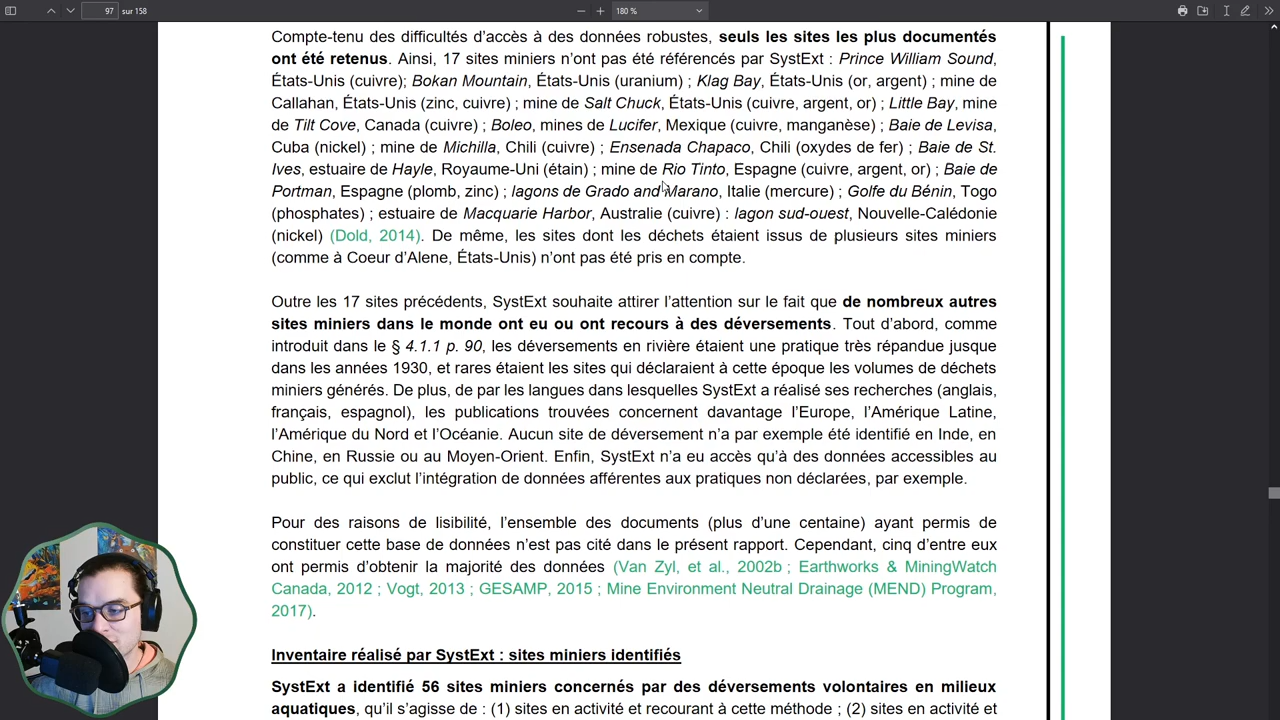 97 sur 158
180 %
Compte-tenu des difficultés d’accès à des données robustes, seuls les sites les plus documentés
ont été retenus. Ainsi, 17 sites miniers n’ont pas été référencés par SystExt : Prince William Sound,
États-Unis (cuivre); Bokan Mountain, États-Unis (uranium) ; Klag Bay, États-Unis (or, argent) ; mine de
Callahan, États-Unis (zinc, cuivre) ; mine de Salt Chuck, États-Unis (cuivre, argent, or) ; Little Bay, mine
de Tilt Cove, Canada (cuivre) ; Boleo, mines de Lucifer, Mexique (cuivre, manganèse) ; Baie de Levisa,
Cuba (nickel) ; mine de Michilla, Chili (cuivre) ; Ensenada Chapaco, Chili (oxydes de fer) ; Baie de St.
Ives, estuaire de Hayle, Royaume-Uni (étain) ; mine de Rio Tinto, Espagne (cuivre, argent, or) ; Baie de
Portman, Espagne (plomb, zinc) ; lagons de Grado and Marano, Italie (mercure) ; Golfe du Bénin, Togo
(phosphates) ; estuaire de Macquarie Harbor, Australie (cuivre) : lagon sud-ouest, Nouvelle-Calédonie
(nickel) (Dold, 2014). De même, les sites dont les déchets étaient issus de plusieurs sites miniers
(comme à Coeur d’Alene, États-Unis) n’ont pas été pris en compte.
Outre les 17 sites précédents, SystExt souhaite attirer l’attention sur le fait que de nombreux autres
sites miniers dans le monde ont eu ou ont recours à des déversements. Tout d’abord, comme
introduit dans le § 4.1.1 p. 90, les déversements en rivière étaient une pratique très répandue jusque
dans les années 1930, et rares étaient les sites qui déclaraient à cette époque les volumes de déchets
miniers générés. De plus, de par les langues dans lesquelles SystExt a réalisé ses recherches (anglais,
français, espagnol), les publications trouvées concernent davantage l’Europe, l’Amérique Latine,
l’Amérique du Nord et l’Océanie. Aucun site de déversement n’a par exemple été identifié en Inde, en
Chine, en Russie ou au Moyen-Orient. Enfin, SystExt n’a eu accès qu’à des données accessibles au
public, ce qui exclut l’intégration de données afférentes aux pratiques non déclarées, par exemple.
Pour des raisons de lisibilité, l’ensemble des documents (plus d’une centaine) ayant permis de
constituer cette base de données n’est pas cité dans le présent rapport. Cependant, cinq d’entre eux
ont permis d’obtenir la majorité des données (Van Zyl, et al., 2002b ; Earthworks & MiningWatch
Canada, 2012 ; Vogt, 2013 ; GESAMP, 2015 ; Mine Environment Neutral Drainage (MEND) Program,
2017).
Inventaire réalisé par SystExt : sites miniers identifiés
SystExt a identifié 56 sites miniers concernés par des déversements volontaires en milieux
aquatiques, qu’il s’agisse de : (1) sites en activité et recourant à cette méthode ; (2) sites en activité et